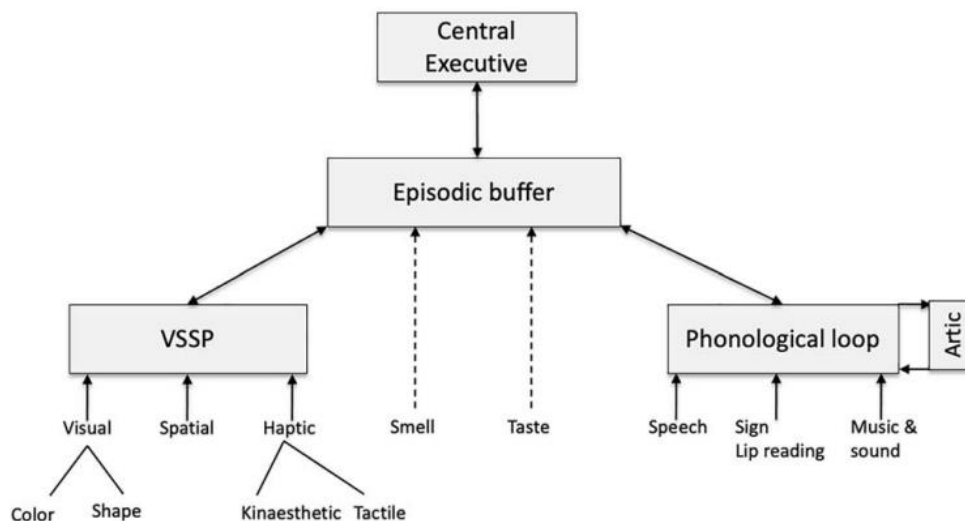 Central
Executive
Episodic buffer
VSSP
Phonological loop
Artic
Visual
Spatial
Haptic
Smell
Taste
Speech
Sign
Lip reading
Music &
sound
Color
Shape
Kinaesthetic
Tactile